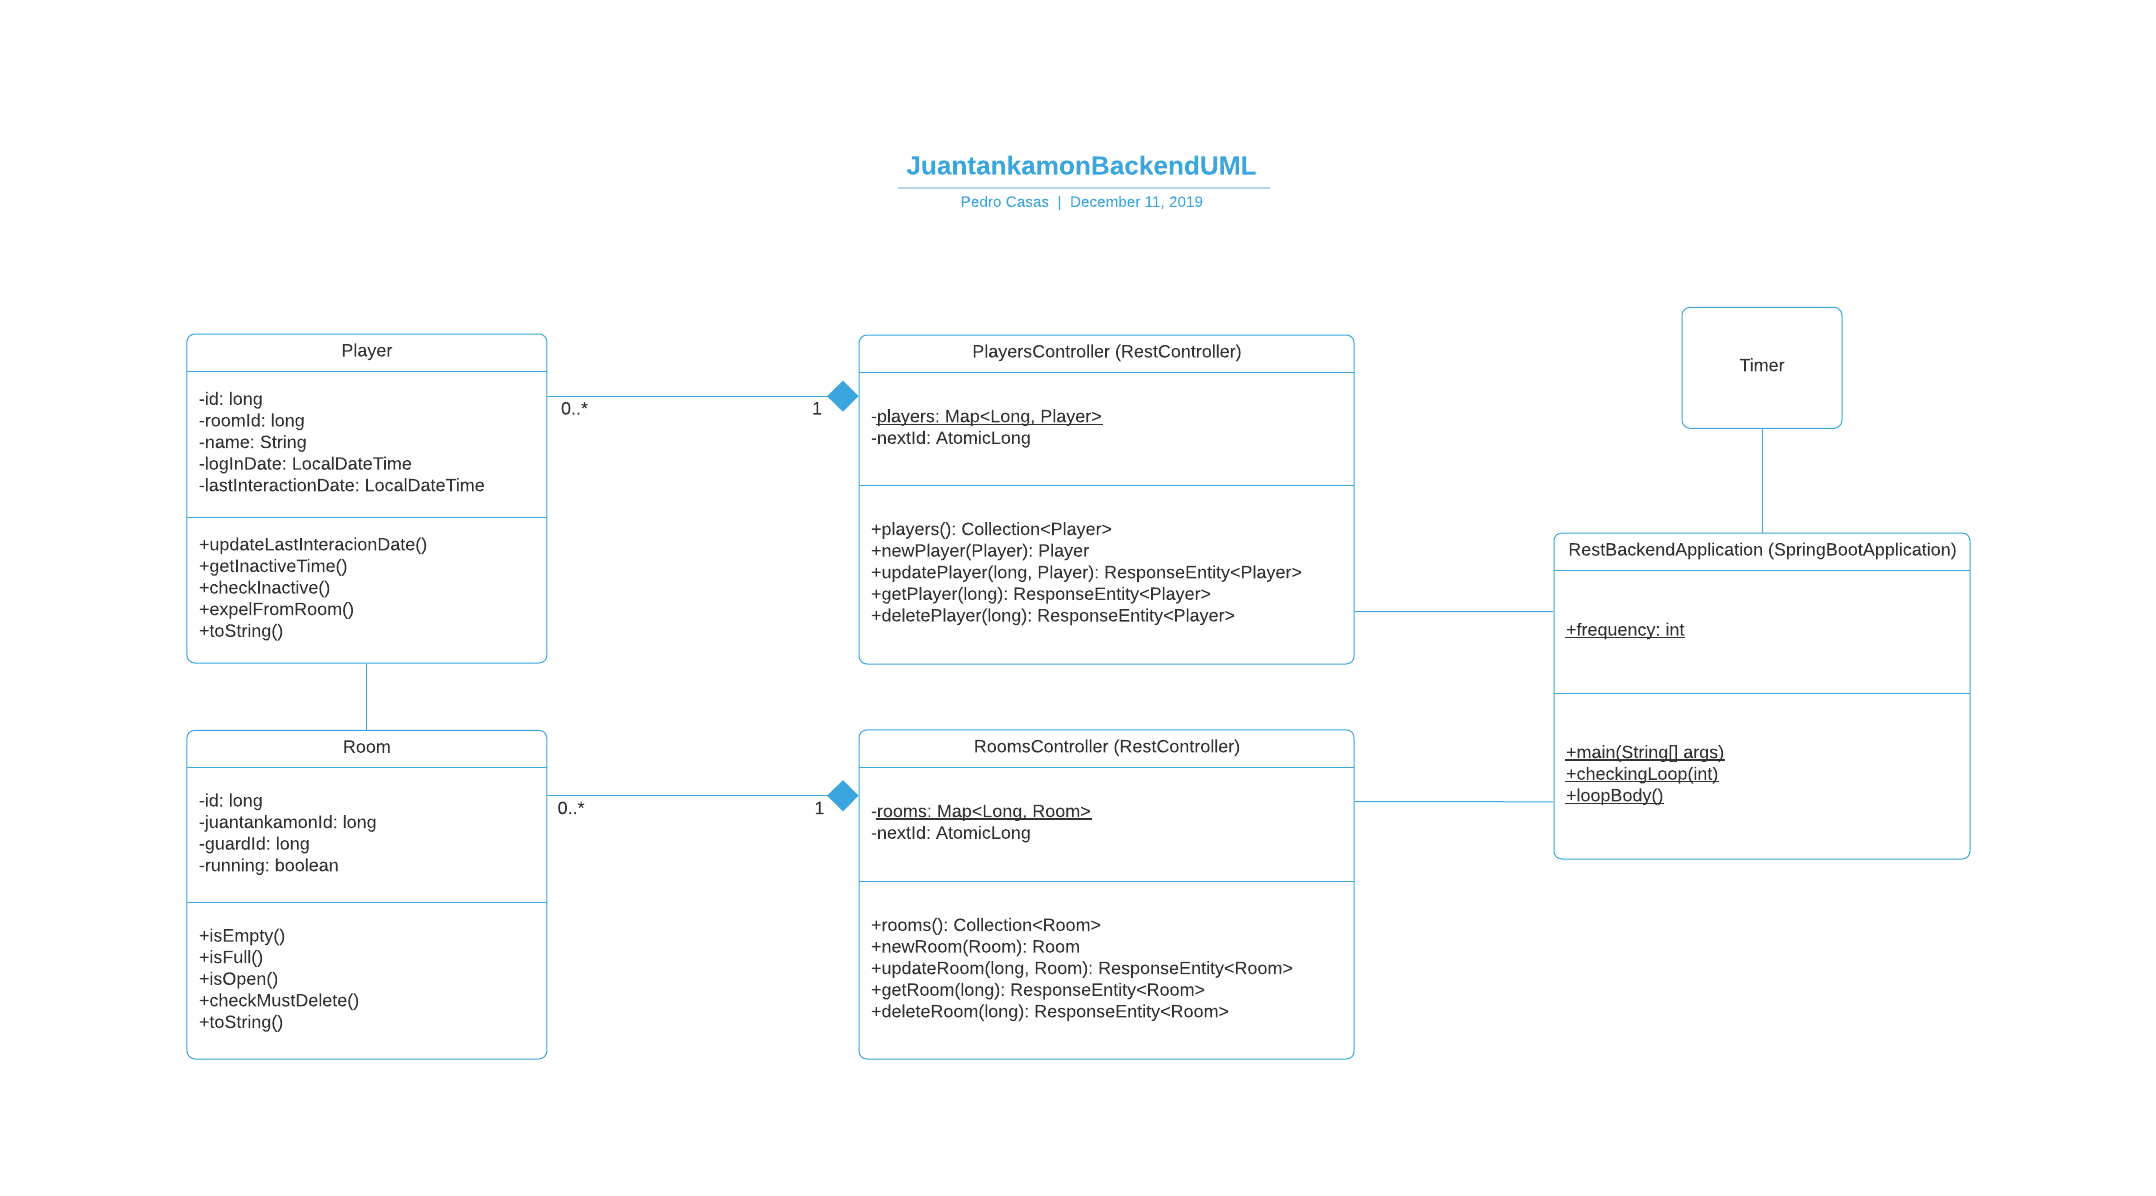 JuantankamonBackendUML
Pedro Casas | December 11, 2019
Player
-id: long
-roomId: long
-name: String
-logInDate: LocalDateTime
-lastInteractionDate: LocalDateTime
+updateLastInteracionDate()
+getInactiveTime()
+checkInactive()
+expelFromRoom()
+toString()
0..*
1
PlayersController (RestController)
-players: Map<Long, Player>
-nextId: AtomicLong
+players(): Collection<Player>
+newPlayer(Player): Player
+updatePlayer(long, Player): ResponseEntity<Player>
+getPlayer(long): ResponseEntity<Player>
+deletePlayer(long): ResponseEntity<Player>
Timer
RestBackendApplication (SpringBootApplication)
+frequency: int
+main(String[] args)
+checkingLoop(int)
+loopBody()
Room
-id: long
-juantankamonId: long
-guardId: long
-running: boolean
+isEmpty()
+isFull()
+isOpen()
+checkMustDelete()
+toString()
0..*
1
RoomsController (RestController)
-rooms: Map<Long, Room>
-nextId: AtomicLong
+rooms(): Collection<Room>
+newRoom(Room): Room
+updateRoom(long, Room): ResponseEntity<Room>
+getRoom(long): ResponseEntity<Room>
+deleteRoom(long): ResponseEntity<Room>